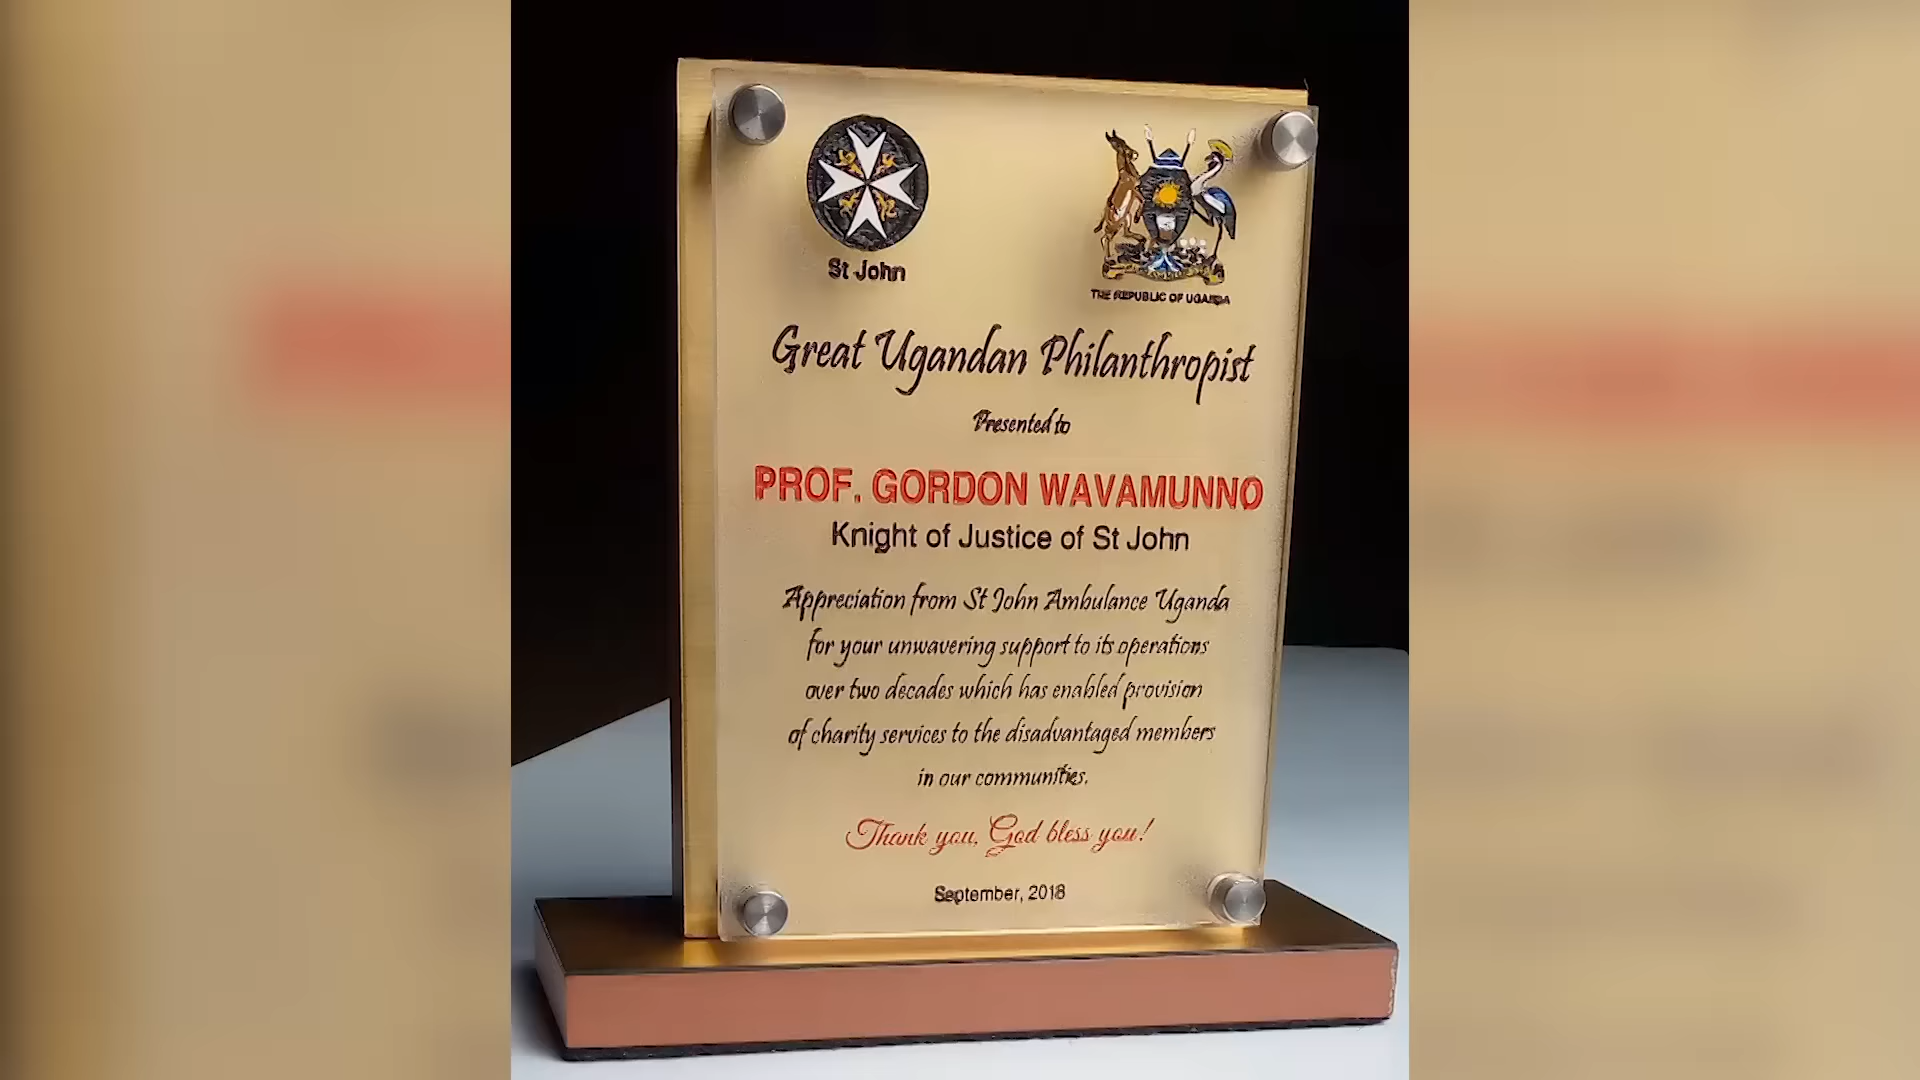 St John
THE REPUBLIC OF UGANDA
Great Ugandan Philanthropist
Presented to
PROF. GORDON WAVAMUNNO
Knight of Justice of St John
Appreciation from St John Ambulance Uganda
for your unwavering support to its operations
over two decades which has enabled provision
of charity services to the disadvantaged members
in our communities.
Thank you, God bless you!
September, 2018